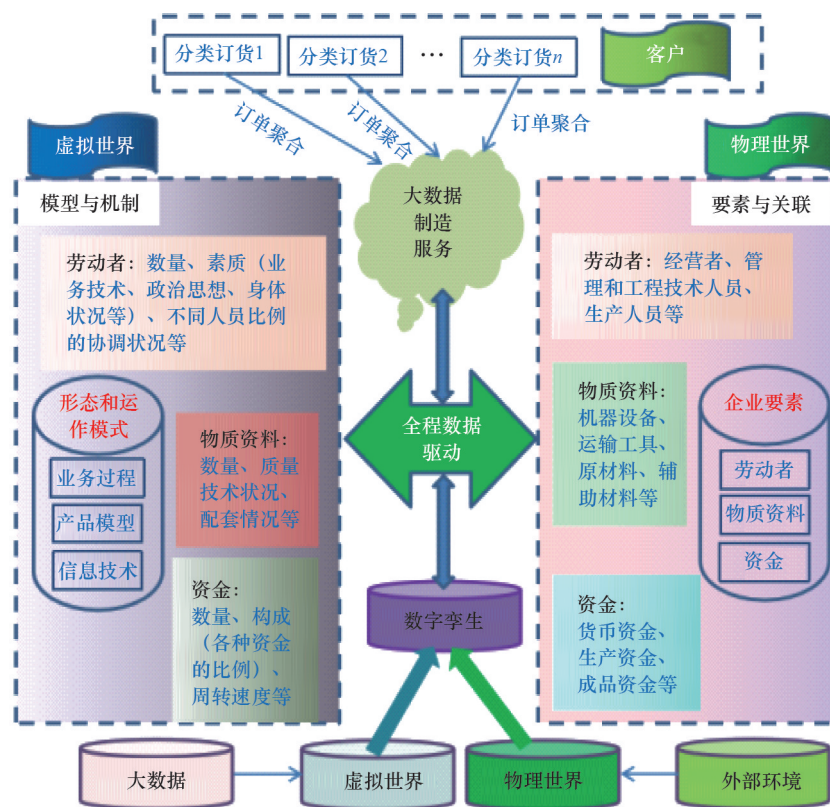 分类订货1
分类订货2
…
分类订货n
客户
订单聚合
订单聚合
订单聚合
虚拟世界
物理世界
模型与机制
大数据
制造
服务
要素与关联
劳动者：数量、素质（业
务技术、政治思想、身体
状况等）、不同人员比例
的协调状况等
劳动者：经营者、管
理和工程技术人员、
生产人员等
形态和运
作模式
业务过程
产品模型
信息技术
物质资料：
数量、质量
技术状况、
配套情况等
全程数据
驱动
物质资料：
机器设备、
运输工具、
原材料、辅
助材料等
企业要素
劳动者
物质资料
资金
资金：
数量、构成
（各种资金
的比例）、
周转速度等
数字孪生
资金：
货币资金、
生产资金、
成品资金等
大数据
虚拟世界
物理世界
外部环境